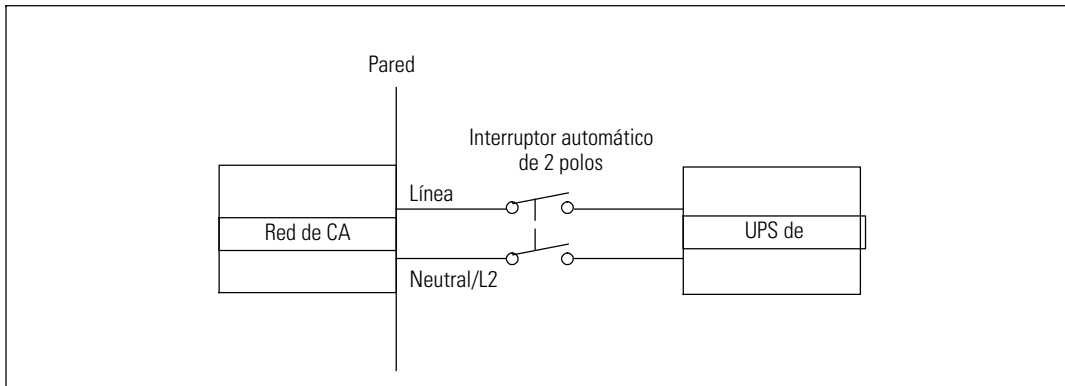 Pared
Interruptor automático
de 2 polos
Línea
Red de CA
UPS de
Neutral/L2